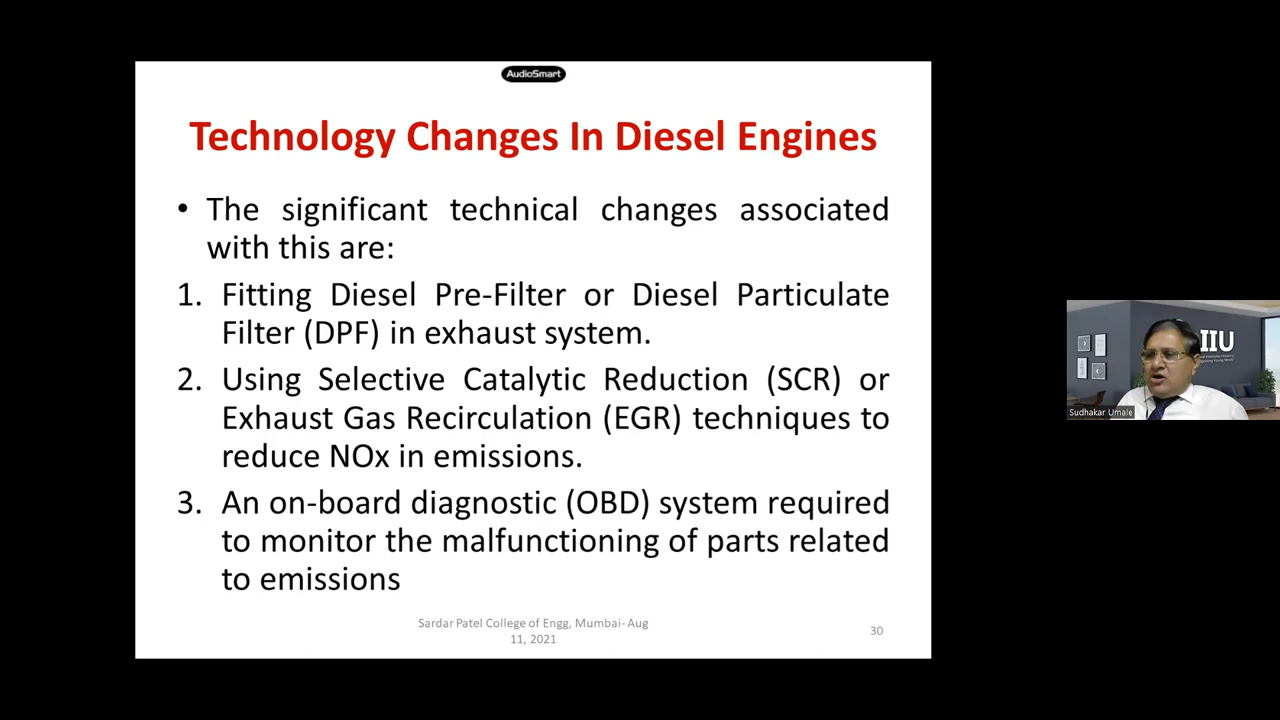 AudioSmart
Technology Changes In Diesel Engines
• The significant technical changes associated
with this are:
1. Fitting Diesel Pre-Filter or Diesel Particulate
Filter (DPF) in exhaust system.
2. Using Selective Catalytic Reduction (SCR) or
Exhaust Gas Recirculation (EGR) techniques to
reduce NOx in emissions.
3. An on-board diagnostic (OBD) system required
to monitor the malfunctioning of parts related
to emissions
Sardar Patel College of Engg, Mumbai- Aug
11, 2021
30
IIU
Sudhakar Umale